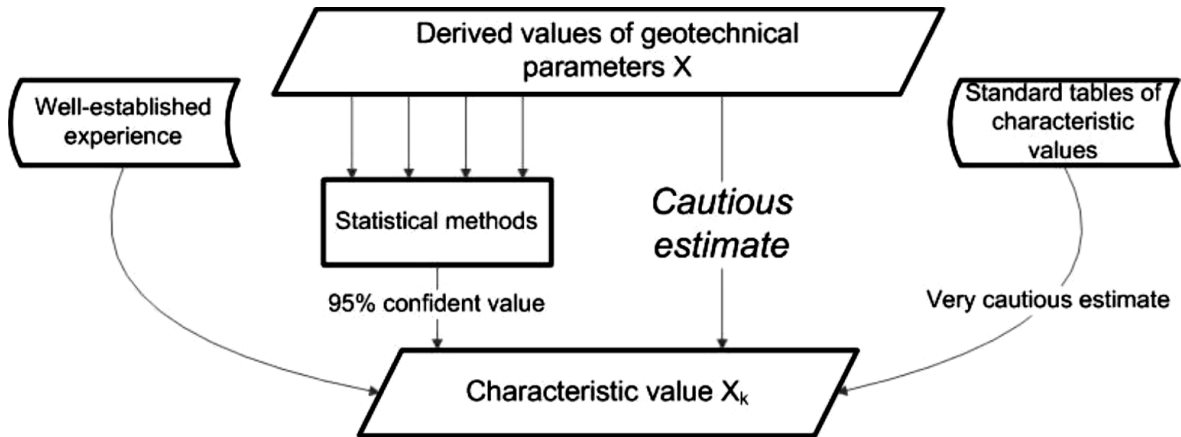 Derived values of geotechnical
parameters X
Well-established
experience
Standard tables of
characteristic
values
Statistical methods
Cautious
estimate
95% confident value
Very cautious estimate
Characteristic value Xk